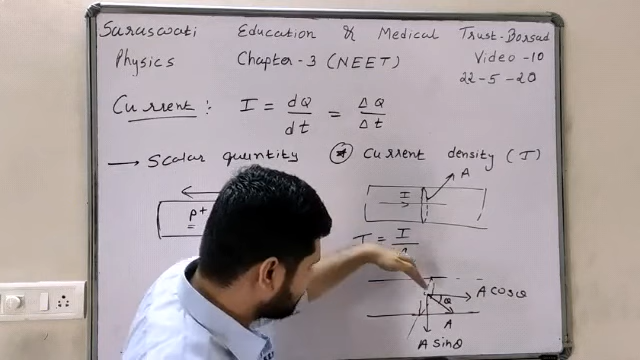 Saraswati Education & Medical Trust-Borsad
Physics Chapter-3 (NEET) Video-10
22-5-20
Current : I = dQ/dt = ΔQ/Δt
→ Scalar quantity * Current density (J)
A
I
P+
J = I/
A cosθ
θ
A
A sinθ